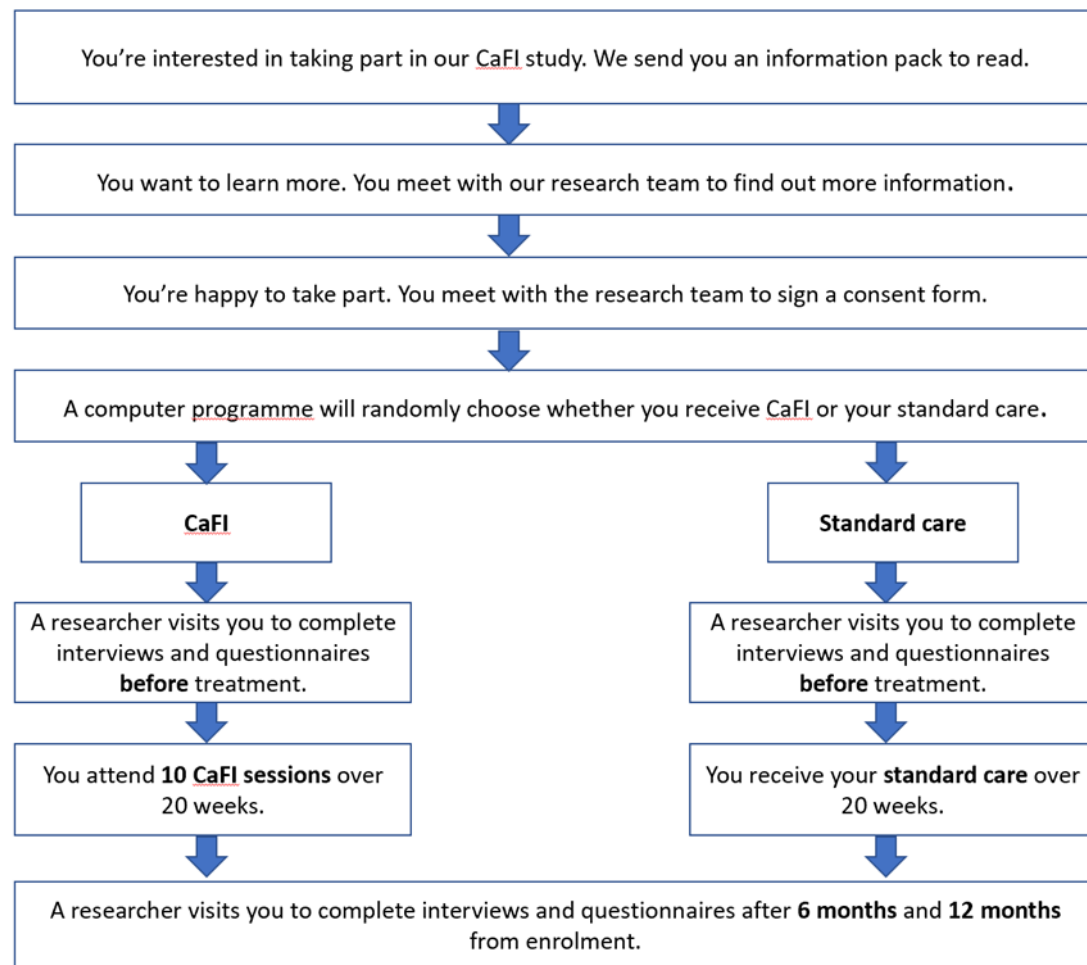 You’re interested in taking part in our CaFI study. We send you an information pack to read.
You want to learn more. You meet with our research team to find out more information.
You’re happy to take part. You meet with the research team to sign a consent form.
A computer programme will randomly choose whether you receive CaFI or your standard care.
CaFI
Standard care
A researcher visits you to complete
interviews and questionnaires
before treatment.
A researcher visits you to complete
interviews and questionnaires
before treatment.
You attend 10 CaFI sessions over
20 weeks.
You receive your standard care over
20 weeks.
A researcher visits you to complete interviews and questionnaires after 6 months and 12 months
from enrolment.